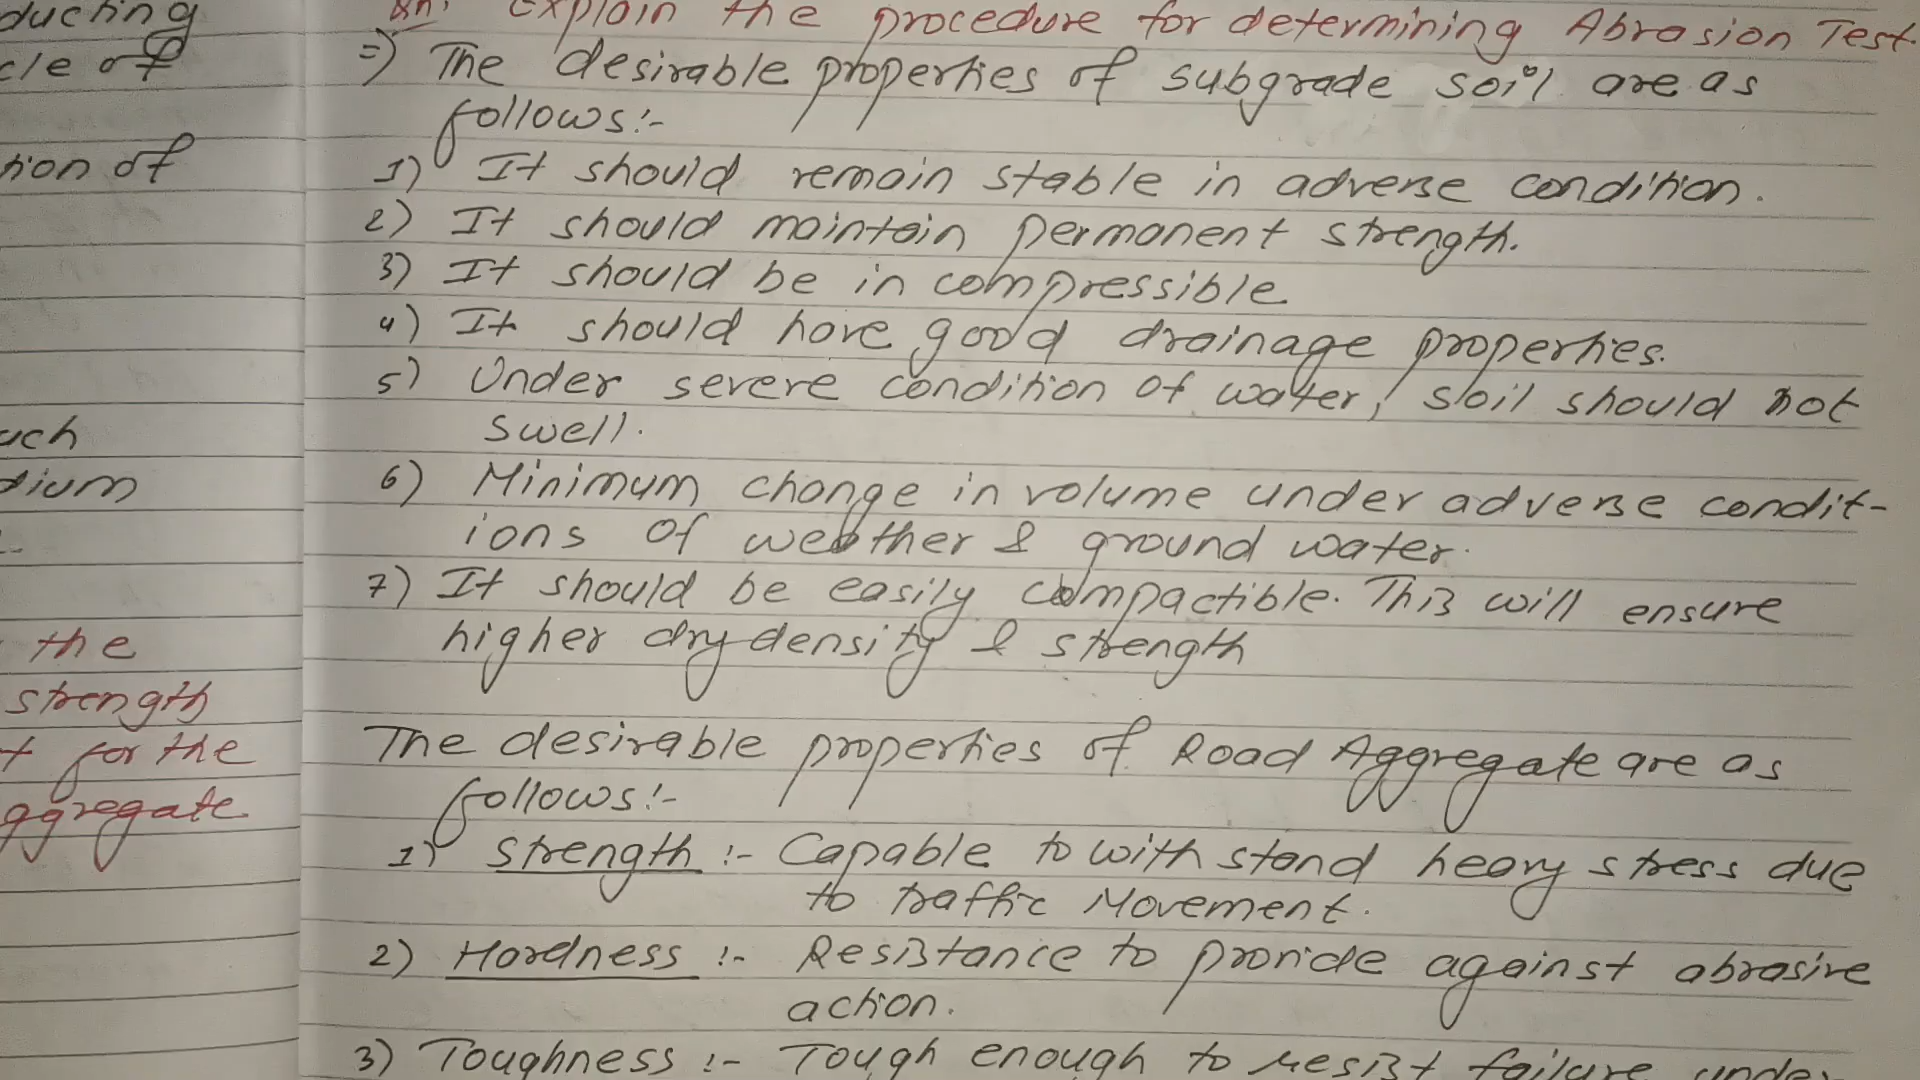 ducting
cle of
tion of
uch
dium
the
strength
t for the
ggregate
Qn. Explain the procedure for determining Abrasion Test.
=) The desirable properties of subgrade soil are as
follows:-
1) It should remain stable in adverse condition.
2) It should maintain permanent strength.
3) It should be in compressible.
4) It should have good drainage properties.
5) Under severe condition of water, soil should not
swell.
6) Minimum change in volume under adverse condit-
ions of weather & ground water.
7) It should be easily compactible. This will ensure
higher dry density & strength
The desirable properties of Road Aggregate are as
follows:-
1) Strength :- Capable to with stand heavy stress due
to traffic Movement.
2) Hardness :- Resistance to provide against abrasive
action.
3) Toughness :- Tough enough to resist failure under